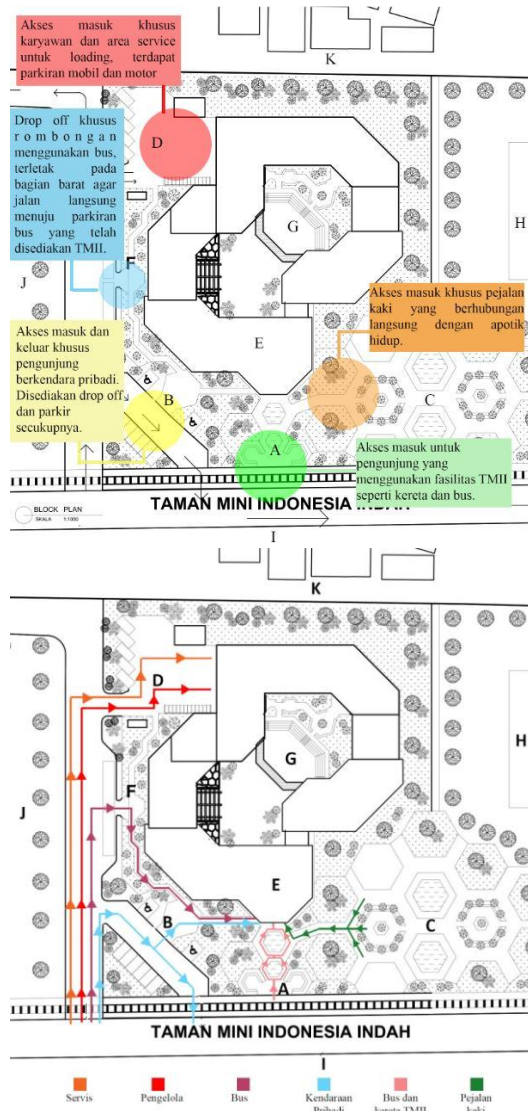 Akses masuk khusus
karyawan dan area service
untuk loading, terdapat
parkiran mobil dan motor
K
Drop off khusus
rombongan
menggunakan bus,
terletak pada
bagian barat agar
jalan langsung
menuju parkiran
bus yang telah
disediakan TMII.
D
G
H
J
F
E
Akses masuk khusus pejalan
kaki yang berhubungan
langsung dengan apotik
hidup.
Akses masuk dan
keluar khusus
pengunjung
berkendara pribadi.
Disediakan drop off
dan parkir
secukupnya.
B
C
A
Akses masuk untuk
pengunjung yang
menggunakan fasilitas TMII
seperti kereta dan bus.
TAMAN MINI INDONESIA INDAH
BLOCK PLAN
SKALA 1:1000
I
K
D
G
H
J
F
E
B
C
A
TAMAN MINI INDONESIA INDAH
I
Servis
Pengelola
Bus
Kendaraan
Pribadi
Bus dan
kereta TMII
Pejalan
kaki